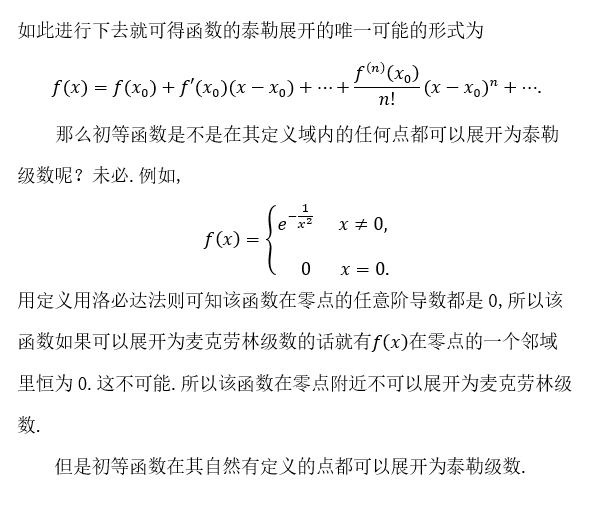 如此进行下去就可得函数的泰勒展开的唯一可能的形式为
f(x) = f(x₀) + f′(x₀)(x − x₀) + ⋯ + \frac{f^{(n)}(x₀)}{n!}(x − x₀)ⁿ + ⋯.
那么初等函数是不是在其定义域内的任何点都可以展开为泰勒
级数呢？未必.例如,
f(x) = \begin{cases} e^{-\frac{1}{x^2}} & x ≠ 0, \\ 0 & x = 0. \end{cases}
用定义用洛必达法则可知该函数在零点的任意阶导数都是 0,所以该
函数如果可以展开为麦克劳林级数的话就有f(x)在零点的一个邻域
里恒为 0.这不可能.所以该函数在零点附近不可以展开为麦克劳林级
数.
但是初等函数在其自然有定义的点都可以展开为泰勒级数.